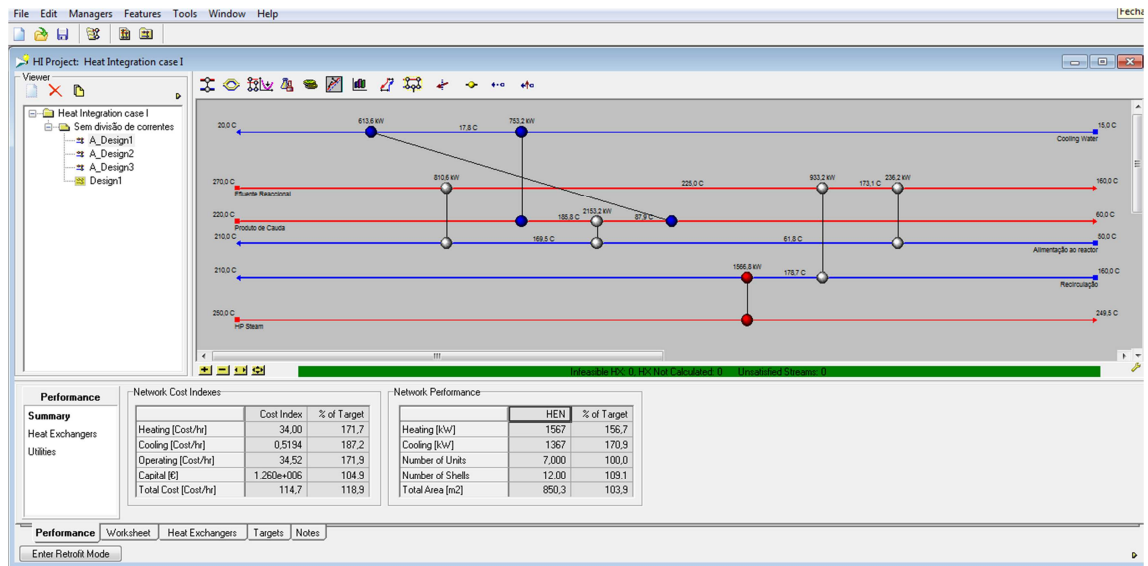 File Edit Managers Features Tools Window Help
Fecha
HI Project: Heat Integration case I
Viewer
Heat Integration case I
Sem divisão de correntes
A_Design1
A_Design2
A_Design3
Design1
20,0 C 613,6 kW 17,8 C 753,2 kW 15,0 C
Cooling Water
270,0 C 810,6 kW 225,0 C 933,2 kW 173,1 C 236,2 kW 160,0 C
Efluente Reaccional
220,0 C 185,8 C 2153,2 kW 87,9 C 60,0 C
Produto de Cauda
210,0 C 169,5 C 61,8 C 50,0 C
Alimentação ao reactor
210,0 C 1566,8 kW 178,7 C 160,0 C
Recirculação
250,0 C 249,5 C
HP Steam
Infeasible HX: 0, HX Not Calculated: 0 Unsatisfied Streams: 0
Performance
Summary
Heat Exchangers
Utilities
Network Cost Indexes
Cost Index % of Target
Heating [Cost/hr] 34,00 171,7
Cooling [Cost/hr] 0,5194 187,2
Operating [Cost/hr] 34,52 171,9
Capital [€] 1,260e+006 104,9
Total Cost [Cost/hr] 114,7 118,9
Network Performance
HEN % of Target
Heating [kW] 1567 156,7
Cooling [kW] 1367 170,9
Number of Units 7,000 100,0
Number of Shells 12,00 109,1
Total Area [m2] 850,3 103,9
Performance Worksheet Heat Exchangers Targets Notes
Enter Retrofit Mode